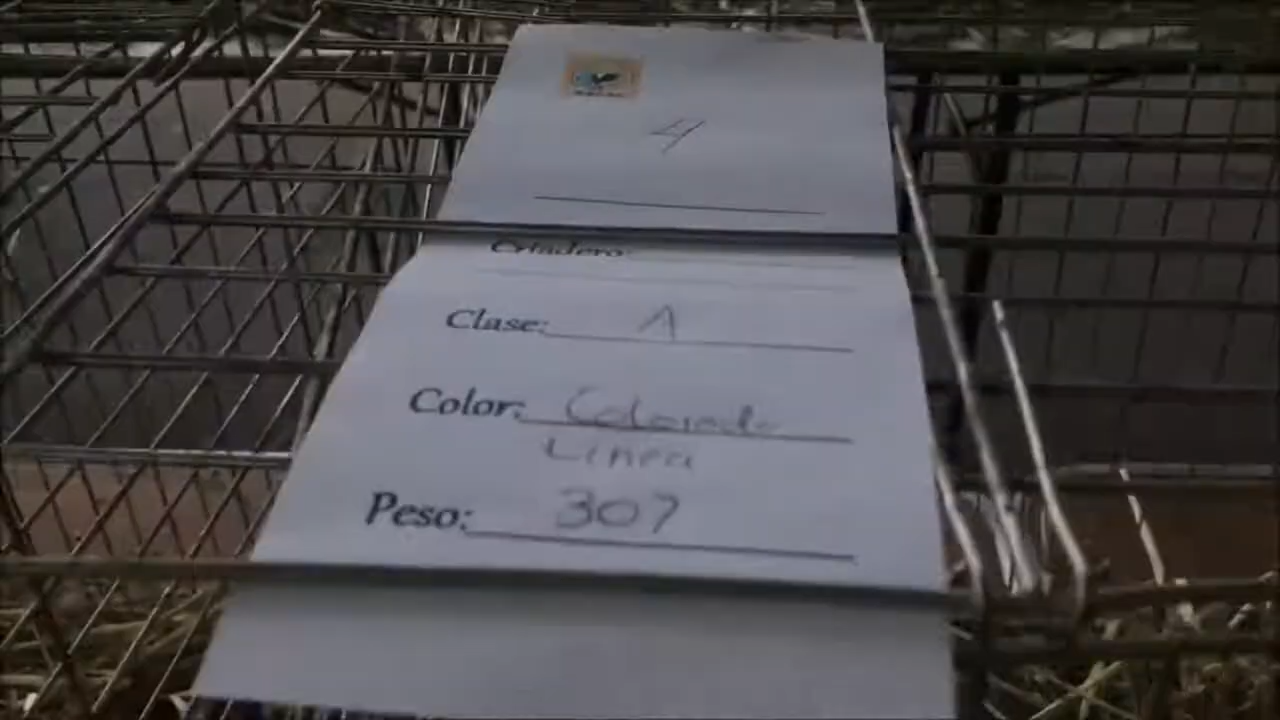 4
Criadero:
Clase: A
Color: Colorado
Linea
Peso: 307